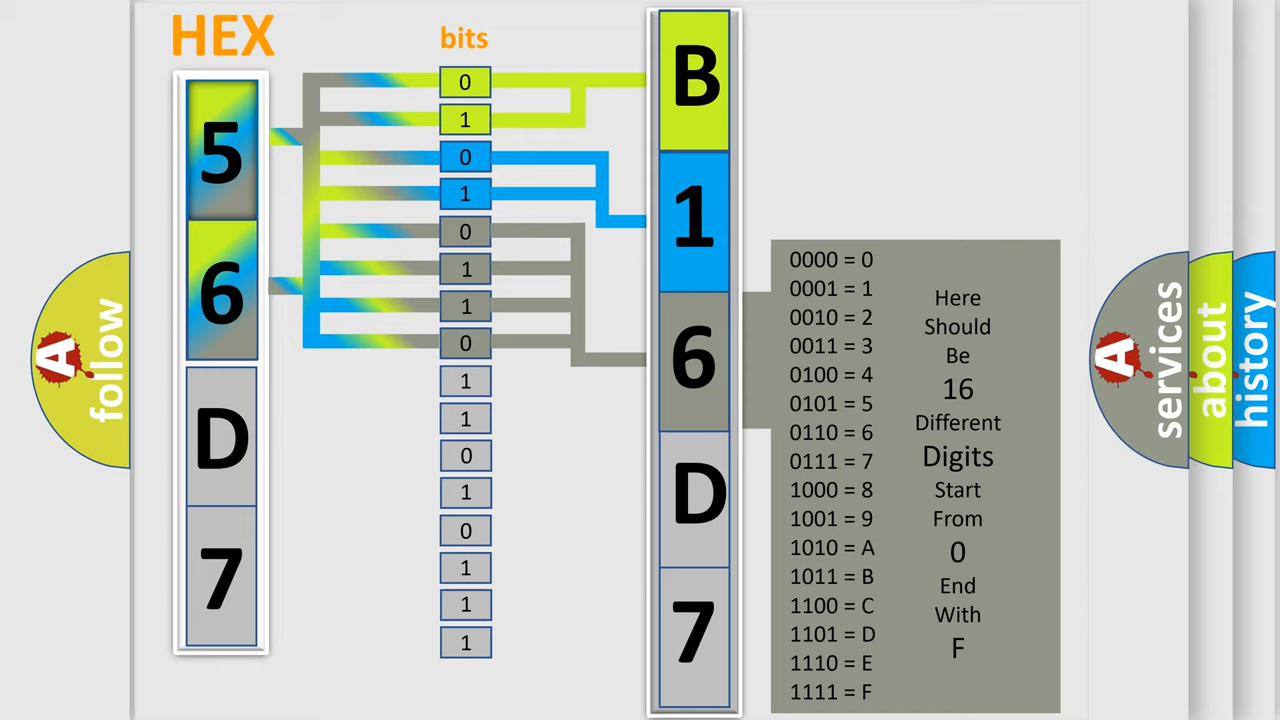 HEX
bits
5
6
D
7
0
1
0
1
0
1
1
0
1
1
0
1
0
1
1
1
B
1
6
D
7
0000 = 0
0001 = 1
0010 = 2
0011 = 3
0100 = 4
0101 = 5
0110 = 6
0111 = 7
1000 = 8
1001 = 9
1010 = A
1011 = B
1100 = C
1101 = D
1110 = E
1111 = F
Here
Should
Be
16
Different
Digits
Start
From
0
End
With
F
A
follow
A
services
about
history